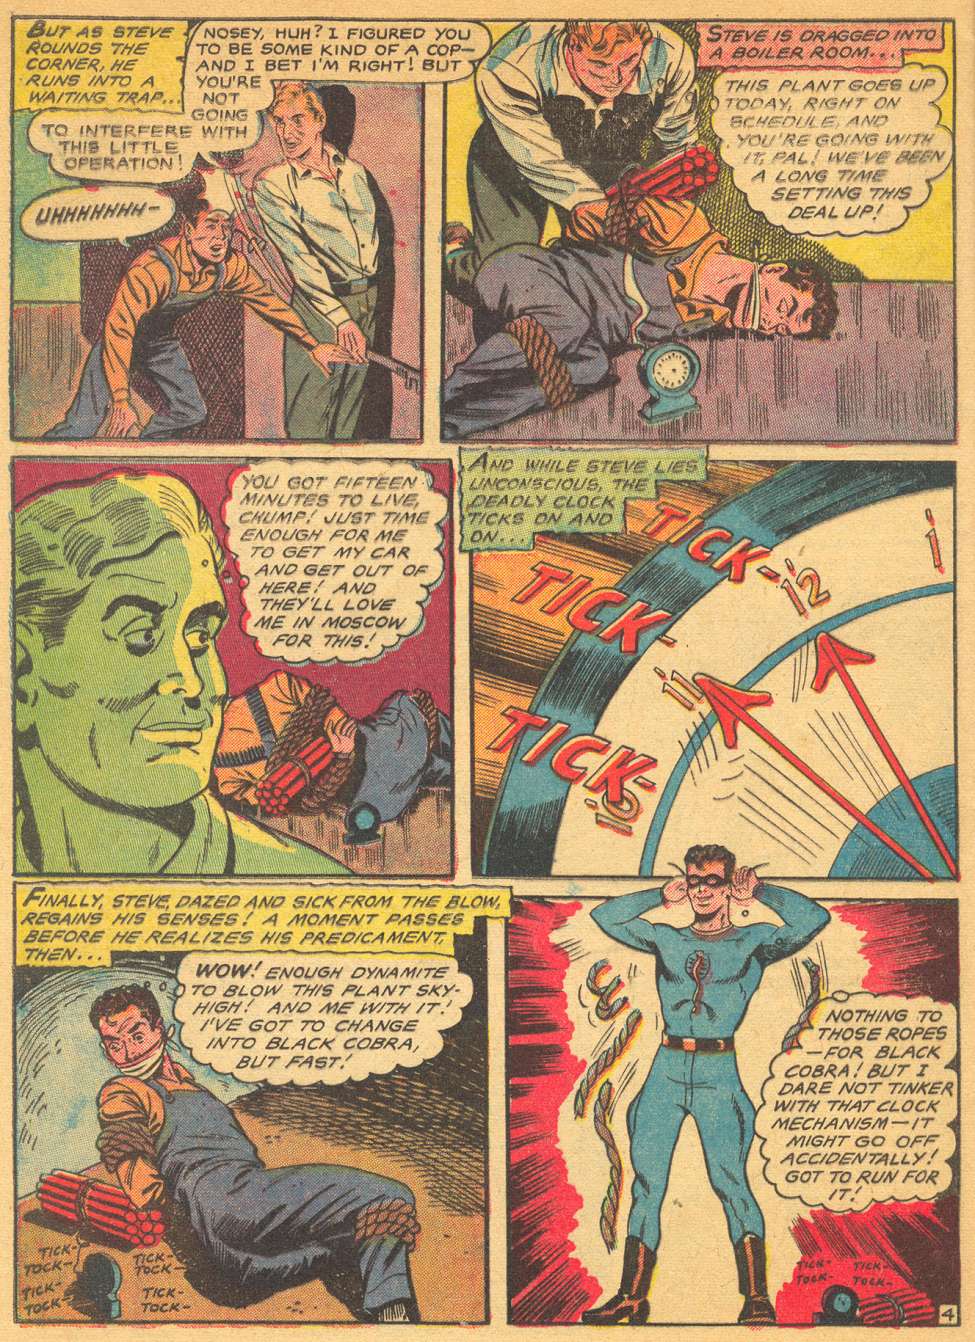 BUT AS STEVE
ROUNDS THE
CORNER, HE
RUNS INTO A
WAITING TRAP...
NOSEY, HUH? I FIGURED YOU
TO BE SOME KIND OF A COP—
AND I BET I'M RIGHT! BUT
YOU'RE
NOT
GOING
TO INTERFERE WITH
THIS LITTLE
OPERATION!
UHHHHHHH-
STEVE IS DRAGGED INTO
A BOILER ROOM...
THIS PLANT GOES UP
TODAY, RIGHT ON
SCHEDULE, AND
YOU'RE GOING WITH
IT, PAL! WE'VE BEEN
A LONG TIME
SETTING THIS
DEAL UP!
YOU GOT FIFTEEN
MINUTES TO LIVE,
CHUMP! JUST TIME
ENOUGH FOR ME
TO GET MY CAR
AND GET OUT OF
HERE! AND
THEY'LL LOVE
ME IN MOSCOW
FOR THIS!
AND WHILE STEVE LIES
UNCONSCIOUS, THE
DEADLY CLOCK
TICKS ON AND
ON...
TICK-
TICK-
TICK-
10
11
12
1
FINALLY, STEVE, DAZED AND SICK FROM THE BLOW,
REGAINS HIS SENSES! A MOMENT PASSES
BEFORE HE REALIZES HIS PREDICAMENT,
THEN...
WOW! ENOUGH DYNAMITE
TO BLOW THIS PLANT SKY-
HIGH! AND ME WITH IT!
I'VE GOT TO CHANGE
INTO BLACK COBRA,
BUT FAST!
TICK-
TOCK-
TICK-
TOCK-
TICK-
TOCK-
TICK-
TOCK-
NOTHING TO
THOSE ROPES
—FOR BLACK
COBRA! BUT I
DARE NOT TINKER
WITH THAT CLOCK
MECHANISM—IT
MIGHT GO OFF
ACCIDENTALLY!
GOT TO RUN FOR
IT!
TICK-
TOCK-
TICK-
TOCK-
4